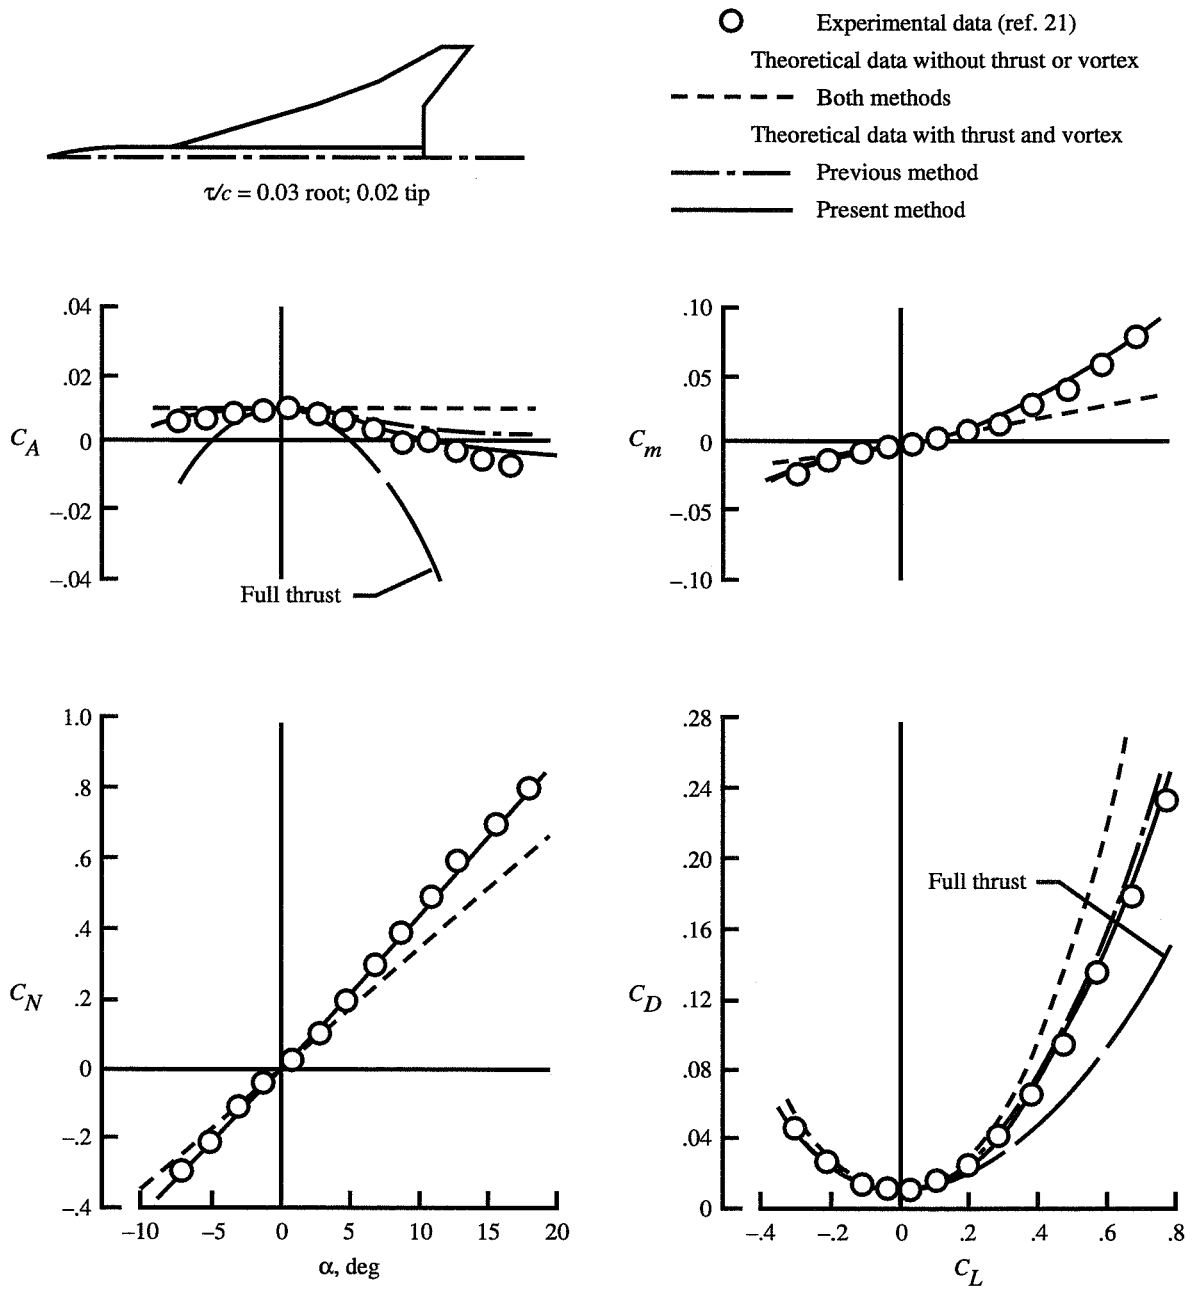 Experimental data (ref. 21)
Theoretical data without thrust or vortex
Both methods
Theoretical data with thrust and vortex
Previous method
Present method
τ/c = 0.03 root; 0.02 tip
.04
.02
C_A
0
–.02
–.04
Full thrust
.10
.05
C_m
0
–.05
–.10
1.0
.8
.6
.4
C_N
.2
0
–.2
–.4
–10 –5 0 5 10 15 20
α, deg
.28
.24
.20
Full thrust
.16
C_D
.12
.08
.04
0
–.4 –.2 0 .2 .4 .6 .8
C_L